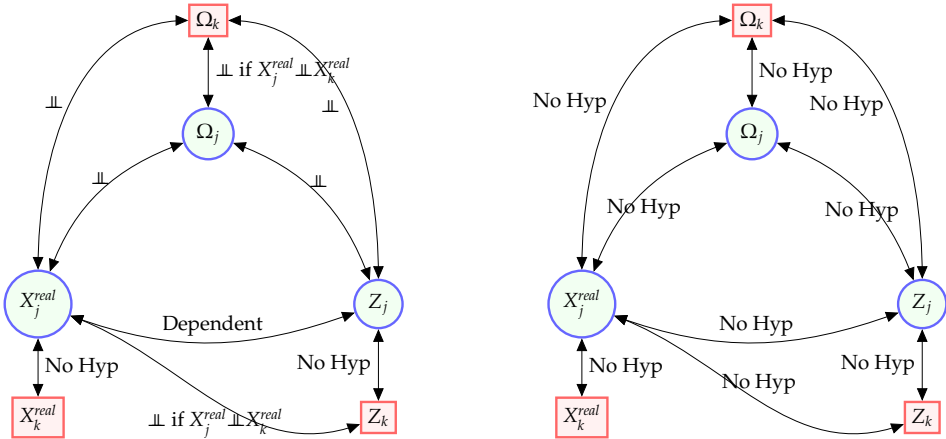 Ω_k
⫫ if X_j^{real} ⫫ X_k^{real}
⫫
⫫
Ω_j
⫫
⫫
X_j^{real}
Z_j
Dependent
No Hyp
No Hyp
X_k^{real}
⫫ if X_j^{real} ⫫ X_k^{real}
Z_k
Ω_k
No Hyp
No Hyp
No Hyp
Ω_j
No Hyp
No Hyp
X_j^{real}
Z_j
No Hyp
No Hyp
No Hyp
No Hyp
X_k^{real}
Z_k